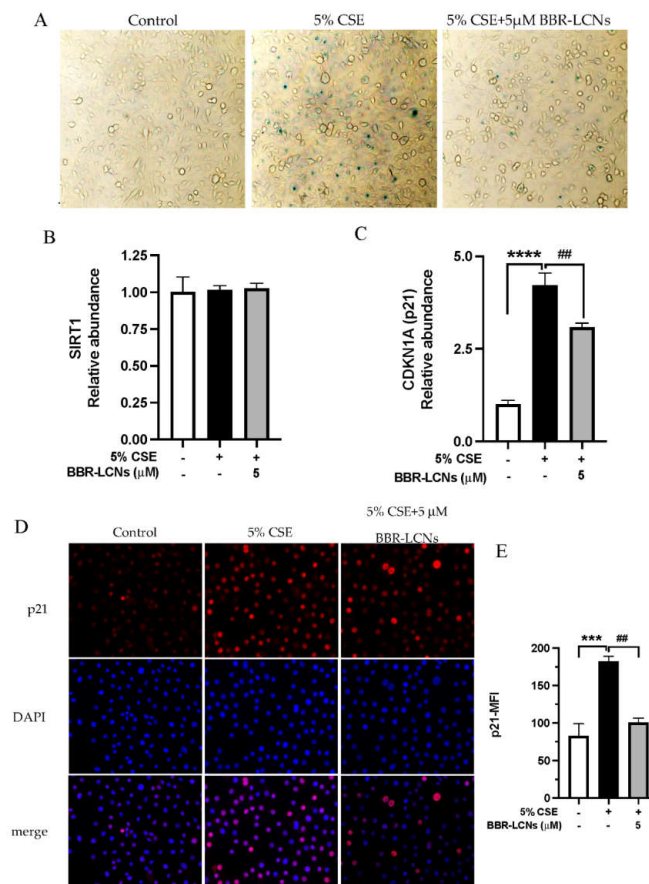 A
Control
5% CSE
5% CSE+5µM BBR-LCNs
B
SIRT1
Relative abundance
1.25
1.00
0.75
0.50
0.25
0.00
5% CSE - + +
BBR-LCNs (µM) - - 5
C
CDKN1A (p21)
Relative abundance
**** ##
5.0
2.5
0.0
5% CSE - + +
BBR-LCNs (µM) - - 5
D
Control
5% CSE
5% CSE+5 µM
BBR-LCNs
p21
DAPI
merge
E
p21-MFI
*** ##
200
150
100
50
0
5% CSE - + +
BBR-LCNs (µM) - - 5